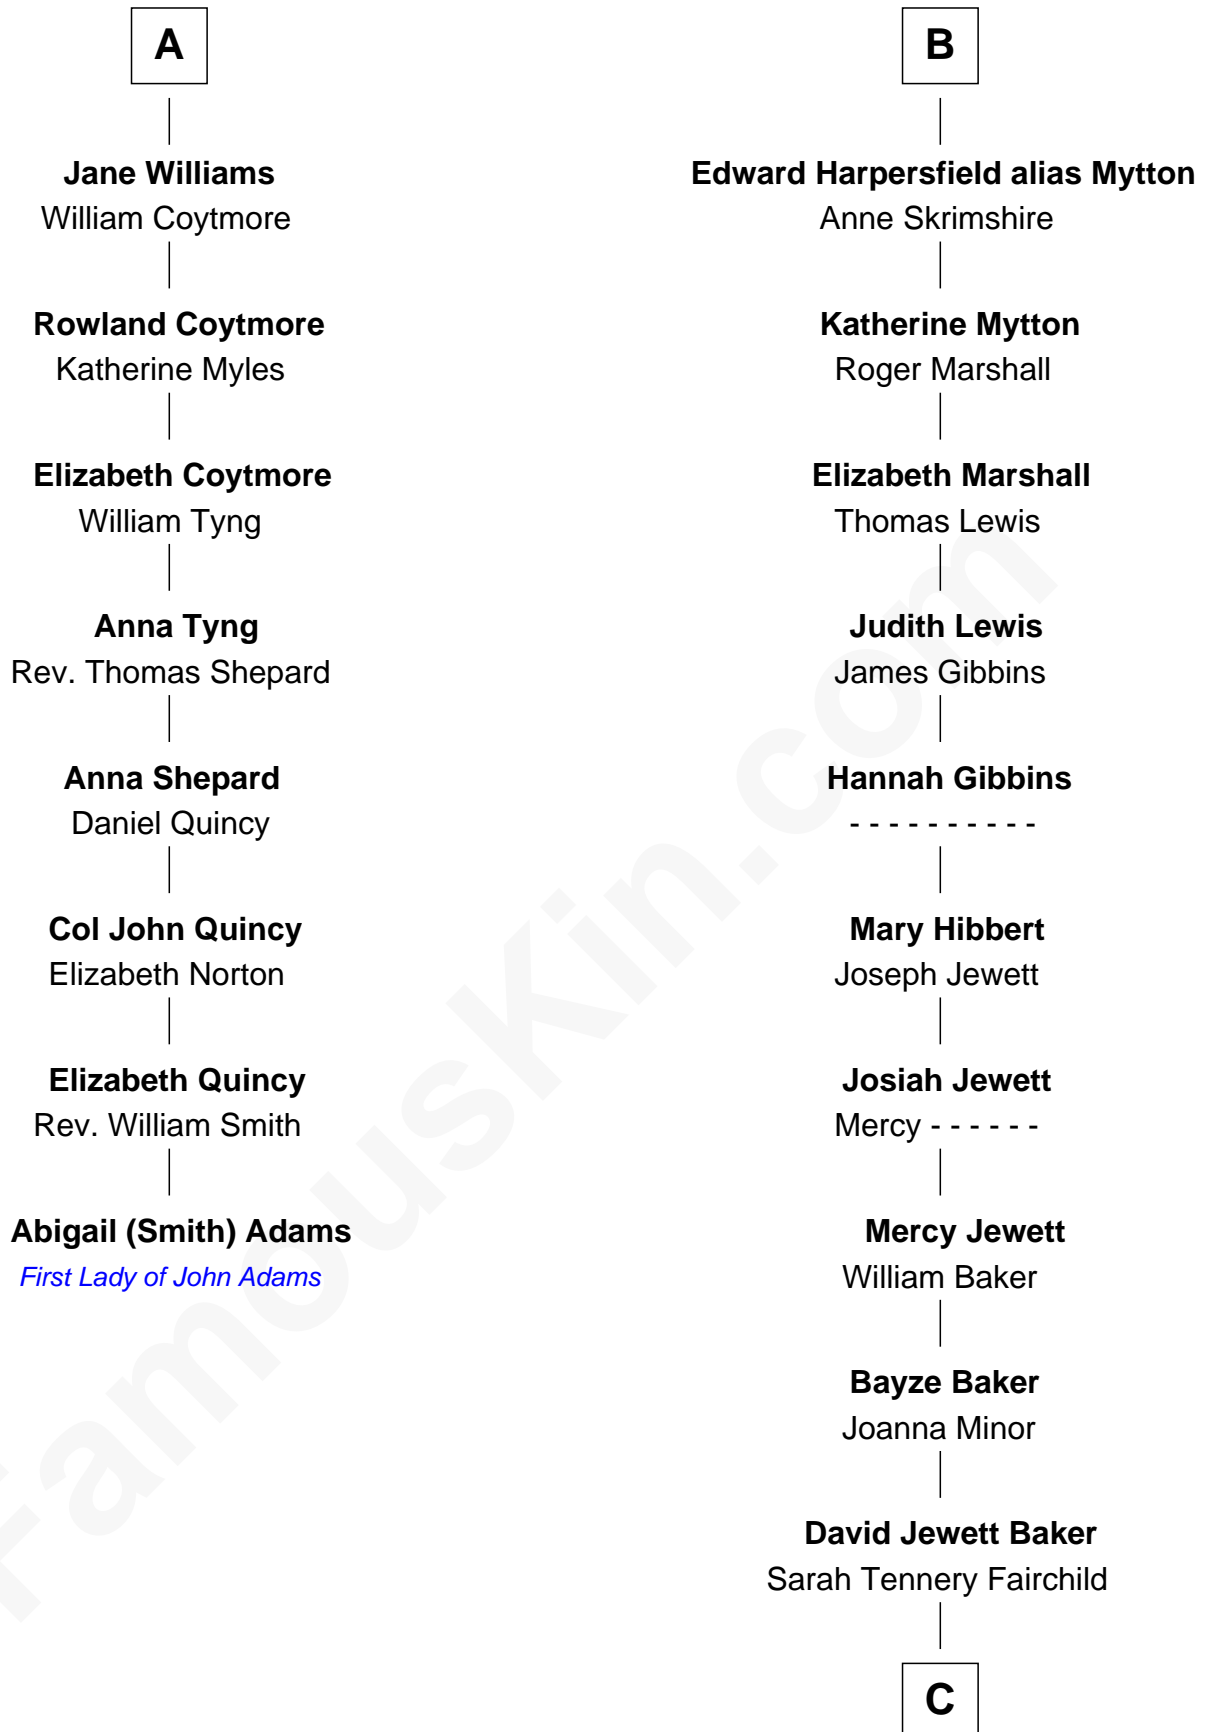 A
Jane Williams
William Coytmore
Rowland Coytmore
Katherine Myles
Elizabeth Coytmore
William Tyng
Anna Tyng
Rev. Thomas Shepard
Anna Shepard
Daniel Quincy
Col John Quincy
Elizabeth Norton
Elizabeth Quincy
Rev. William Smith
Abigail (Smith) Adams
First Lady of John Adams
B
Edward Harpersfield alias Mytton
Anne Skrimshire
Katherine Mytton
Roger Marshall
Elizabeth Marshall
Thomas Lewis
Judith Lewis
James Gibbins
Hannah Gibbins
- - - - - - - - - -
Mary Hibbert
Joseph Jewett
Josiah Jewett
Mercy - - - - - -
Mercy Jewett
William Baker
Bayze Baker
Joanna Minor
David Jewett Baker
Sarah Tennery Fairchild
C
FamousKin.com